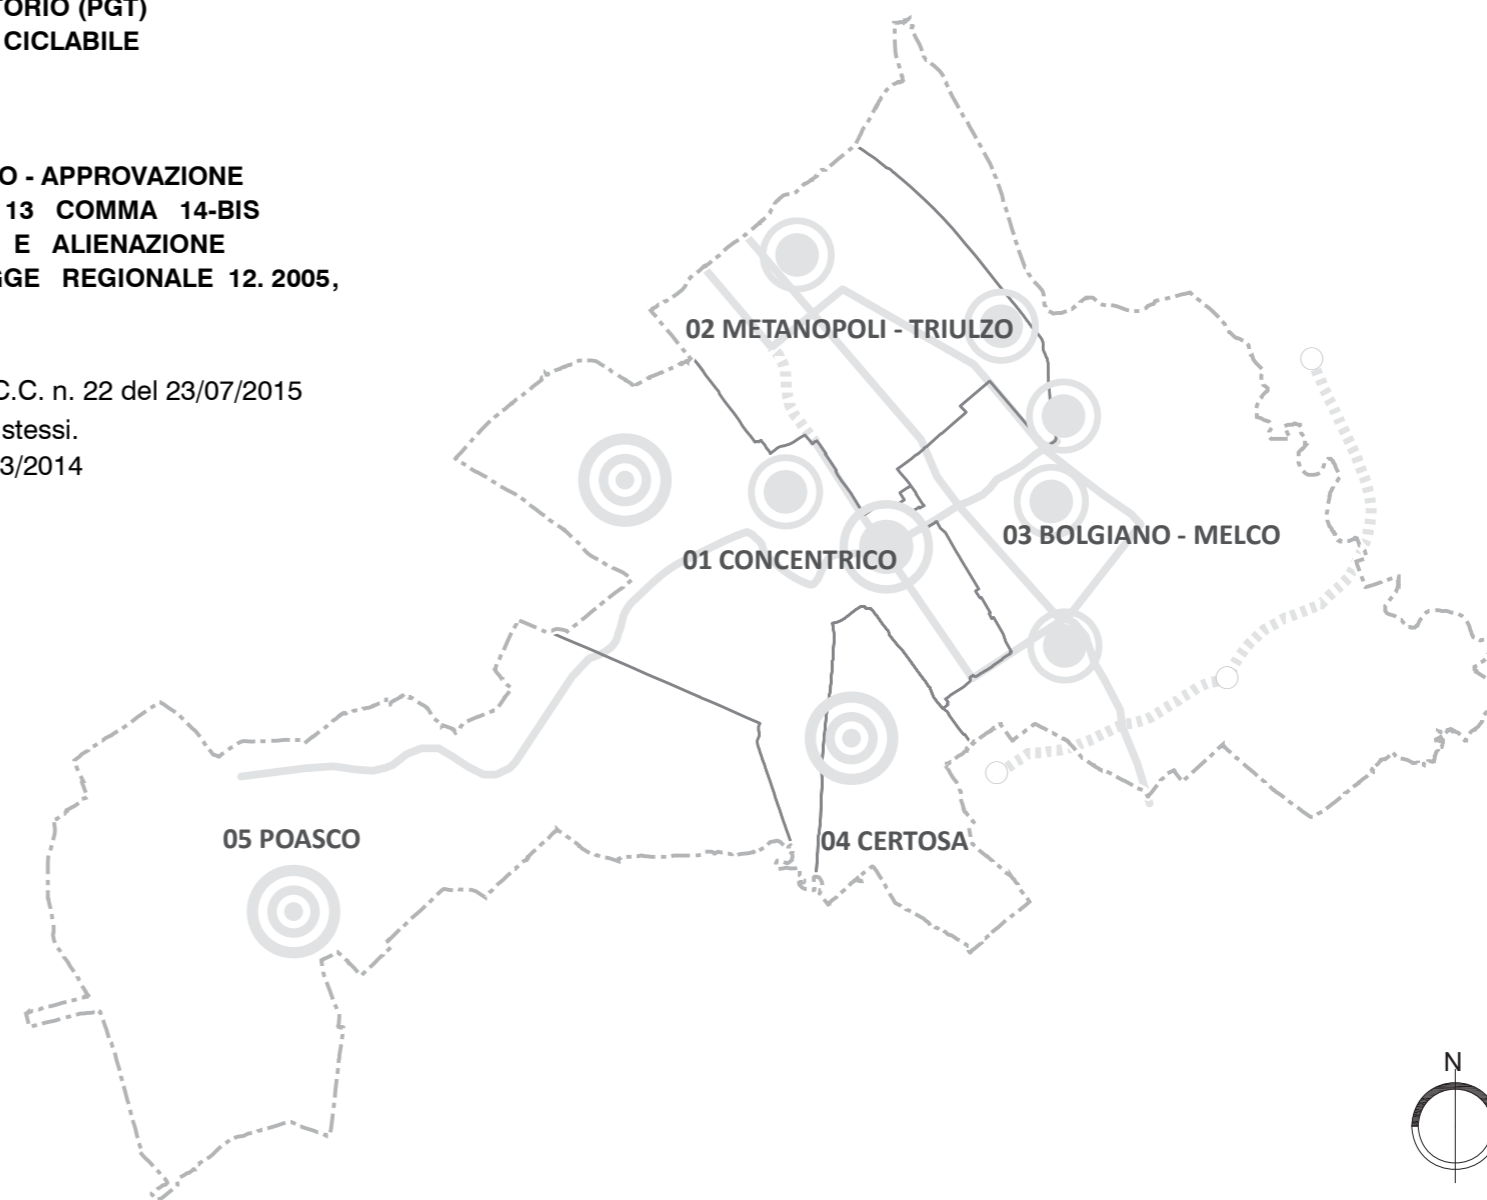 TORIO (PGT)
CICLABILE
O - APPROVAZIONE
13 COMMA 14-BIS
E ALIENAZIONE
GGE REGIONALE 12. 2005,
C.C. n. 22 del 23/07/2015
stessi.
3/2014
02 METANOPOLI - TRIULZO
03 BOLGIANO - MELCO
01 CONCENTRICO
05 POASCO
04 CERTOSA
N